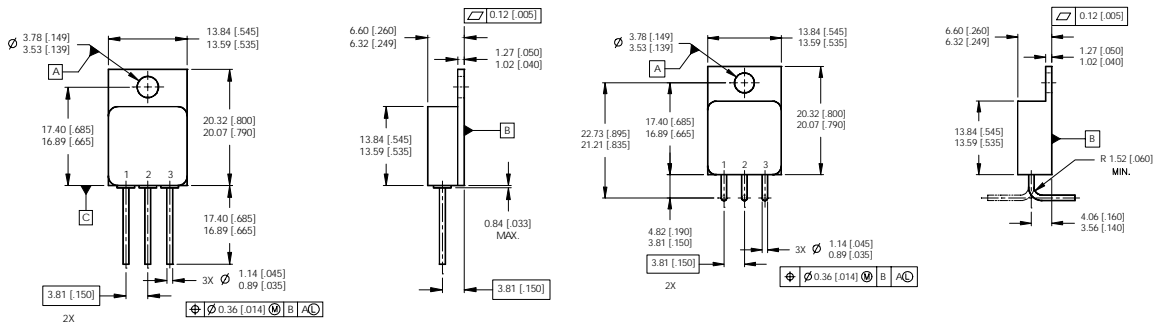 0.12 [.005]
6.60 [.260]
6.32 [.249]
13.84 [.545]
13.59 [.535]
Ø 3.78 [.149]
3.53 [.139]
1.27 [.050]
1.02 [.040]
A
17.40 [.685]
16.89 [.665]
20.32 [.800]
20.07 [.790]
13.84 [.545]
13.59 [.535]
B
1 2 3
C
17.40 [.685]
16.89 [.665]
0.84 [.033]
MAX.
3X Ø 1.14 [.045]
0.89 [.035]
3.81 [.150]
2X
Ø 0.36 [.014] Ⓜ B A Ⓛ
3.81 [.150]
0.12 [.005]
6.60 [.260]
6.32 [.249]
13.84 [.545]
13.59 [.535]
Ø 3.78 [.149]
3.53 [.139]
1.27 [.050]
1.02 [.040]
A
22.73 [.895]
21.21 [.835]
17.40 [.685]
16.89 [.665]
20.32 [.800]
20.07 [.790]
13.84 [.545]
13.59 [.535]
B
R 1.52 [.060]
MIN.
1 2 3
4.82 [.190]
3.81 [.150]
4.06 [.160]
3.56 [.140]
3X Ø 1.14 [.045]
0.89 [.035]
3.81 [.150]
2X
Ø 0.36 [.014] Ⓜ B A Ⓛ